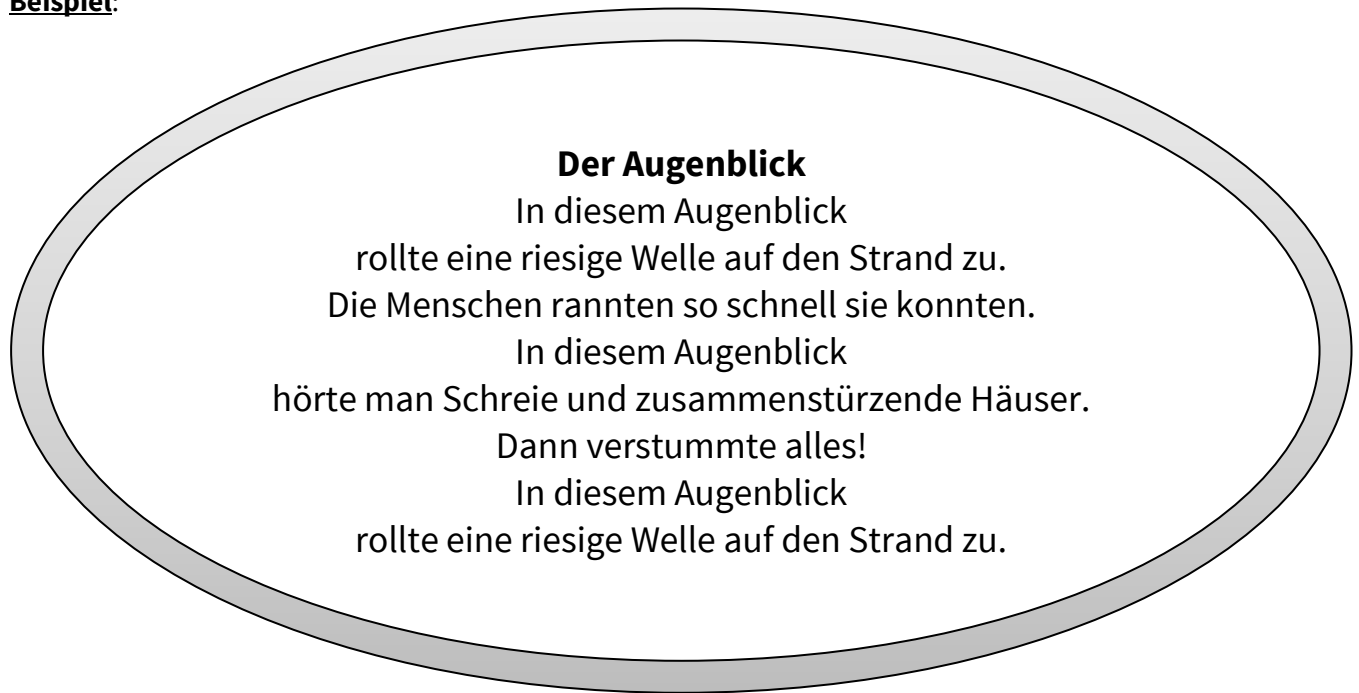 Beispiel:
Der Augenblick
In diesem Augenblick
rollte eine riesige Welle auf den Strand zu.
Die Menschen rannten so schnell sie konnten.
In diesem Augenblick
hörte man Schreie und zusammenstürzende Häuser.
Dann verstummte alles!
In diesem Augenblick
rollte eine riesige Welle auf den Strand zu.